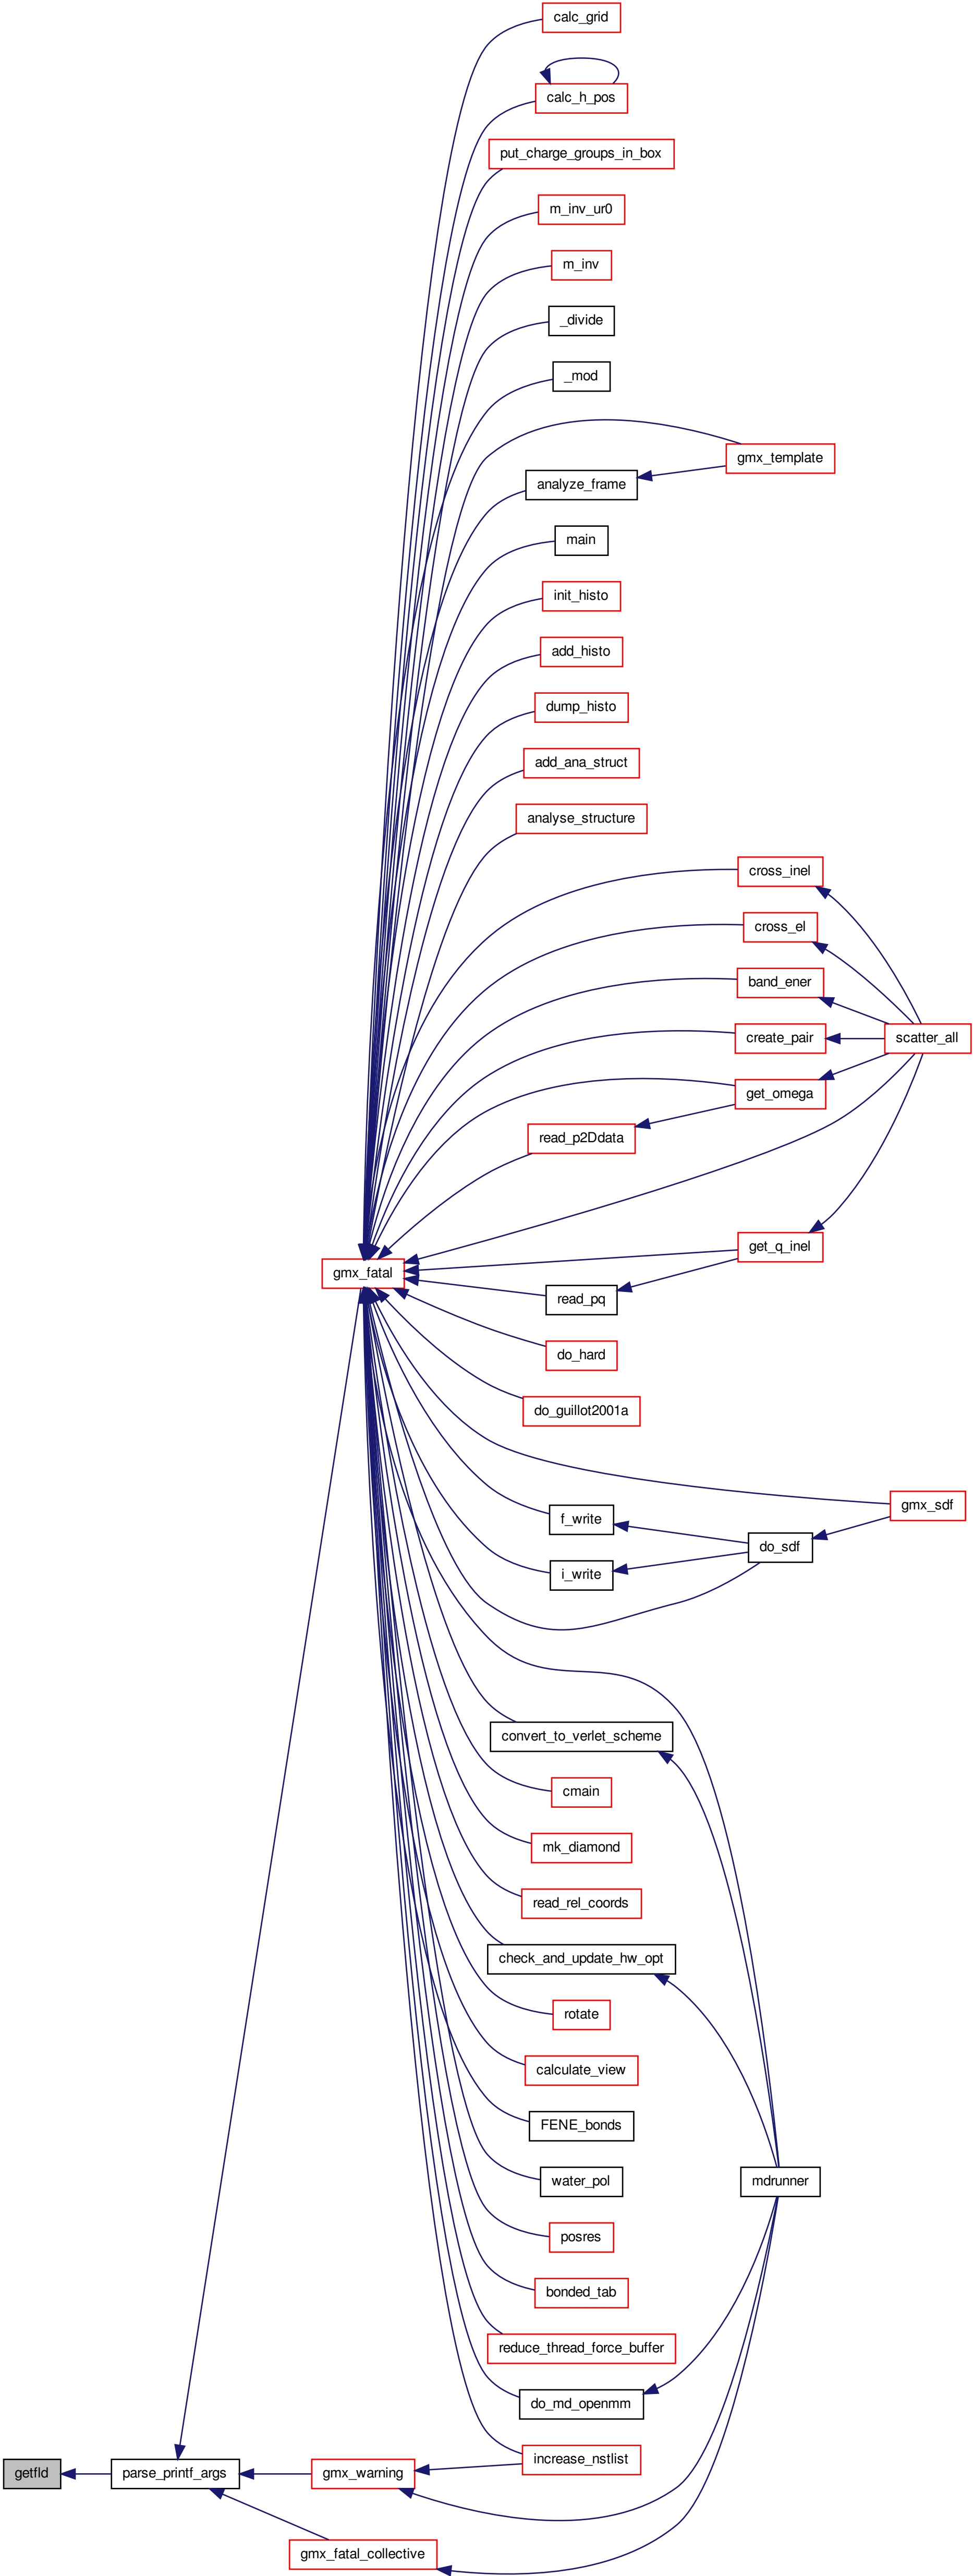 calc_grid
calc_h_pos
put_charge_groups_in_box
m_inv_ur0
m_inv
_divide
_mod
gmx_template
analyze_frame
main
init_histo
add_histo
dump_histo
add_ana_struct
analyse_structure
cross_inel
cross_el
band_ener
create_pair
scatter_all
get_omega
read_p2Ddata
get_q_inel
gmx_fatal
read_pq
do_hard
do_guillot2001a
gmx_sdf
f_write
do_sdf
i_write
convert_to_verlet_scheme
cmain
mk_diamond
read_rel_coords
check_and_update_hw_opt
rotate
calculate_view
FENE_bonds
water_pol
mdrunner
posres
bonded_tab
reduce_thread_force_buffer
do_md_openmm
increase_nstlist
getfld
parse_printf_args
gmx_warning
gmx_fatal_collective